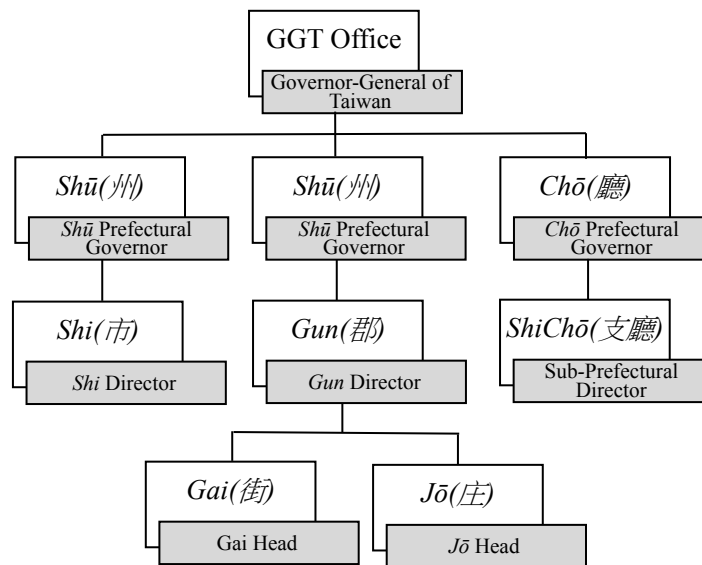 GGT Office
Governor-General of
Taiwan
Shū(州)
Shū Prefectural
Governor
Shū(州)
Shū Prefectural
Governor
Chō(廳)
Chō Prefectural
Governor
Shi(市)
Shi Director
Gun(郡)
Gun Director
ShiChō(支廳)
Sub-Prefectural
Director
Gai(街)
Gai Head
Jō(庄)
Jō Head